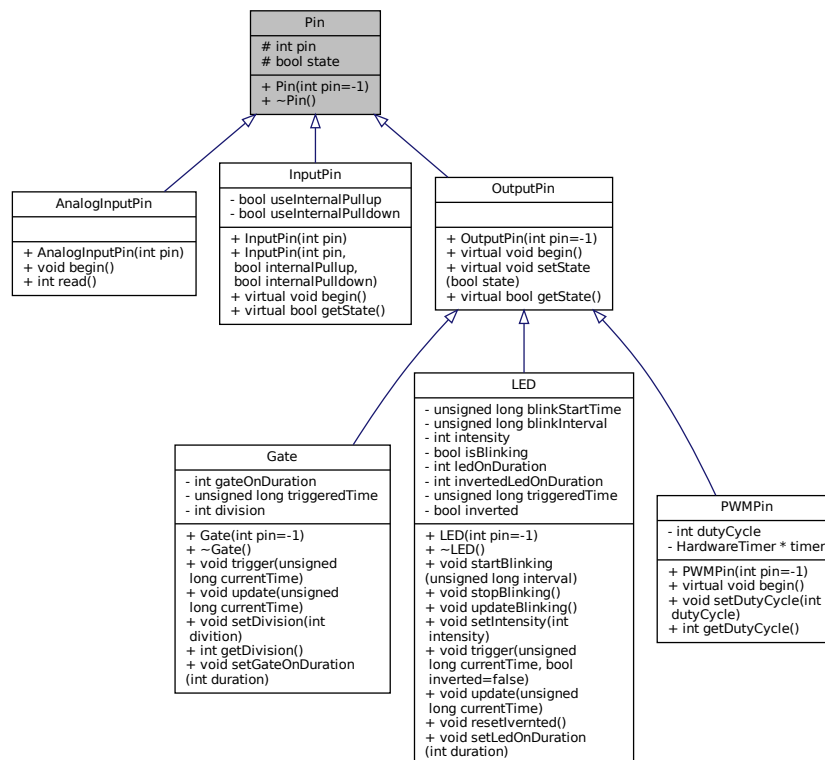 Pin
# int pin
# bool state
+ Pin(int pin=-1)
+ ~Pin()
AnalogInputPin
+ AnalogInputPin(int pin)
+ void begin()
+ int read()
InputPin
- bool useInternalPullup
- bool useInternalPulldown
+ InputPin(int pin)
+ InputPin(int pin,
bool internalPullup,
bool internalPulldown)
+ virtual void begin()
+ virtual bool getState()
OutputPin
+ OutputPin(int pin=-1)
+ virtual void begin()
+ virtual void setState
(bool state)
+ virtual bool getState()
Gate
- int gateOnDuration
- unsigned long triggeredTime
- int division
+ Gate(int pin=-1)
+ ~Gate()
+ void trigger(unsigned
long currentTime)
+ void update(unsigned
long currentTime)
+ void setDivision(int
divition)
+ int getDivision()
+ void setGateOnDuration
(int duration)
LED
- unsigned long blinkStartTime
- unsigned long blinkInterval
- int intensity
- bool isBlinking
- int ledOnDuration
- int invertedLedOnDuration
- unsigned long triggeredTime
- bool inverted
+ LED(int pin=-1)
+ ~LED()
+ void startBlinking
(unsigned long interval)
+ void stopBlinking()
+ void updateBlinking()
+ void setIntensity(int
intensity)
+ void trigger(unsigned
long currentTime, bool
inverted=false)
+ void update(unsigned
long currentTime)
+ void resetIvernted()
+ void setLedOnDuration
(int duration)
PWMPin
- int dutyCycle
- HardwareTimer * timer
+ PWMPin(int pin=-1)
+ virtual void begin()
+ void setDutyCycle(int
dutyCycle)
+ int getDutyCycle()